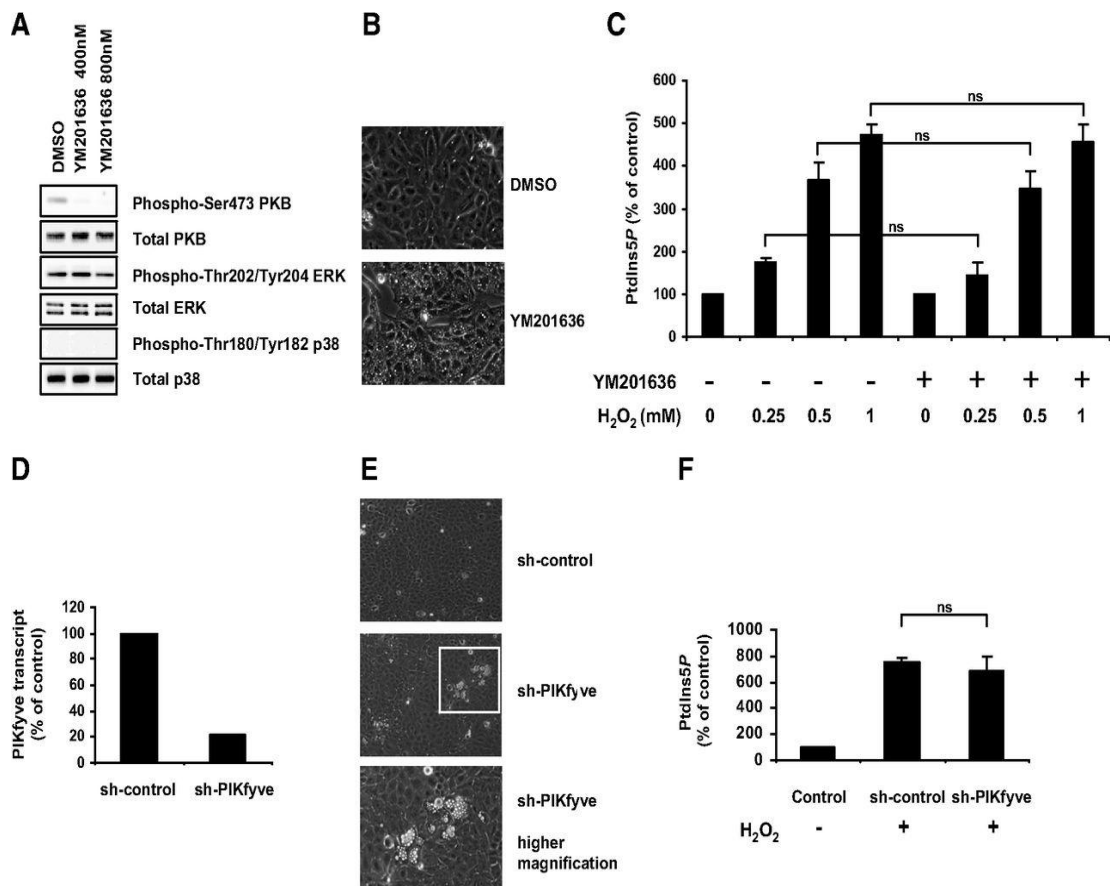 A
DMSO
YM201636 400nM
YM201636 800nM
Phospho-Ser473 PKB
Total PKB
Phospho-Thr202/Tyr204 ERK
Total ERK
Phospho-Thr180/Tyr182 p38
Total p38
B
DMSO
YM201636
C
PtdIns5P (% of control)
600
500
400
300
200
100
0
ns
ns
ns
YM201636 - - - - + + + +
H₂O₂ (mM) 0 0.25 0.5 1 0 0.25 0.5 1
D
PIKfyve transcript
(% of control)
120
100
80
60
40
20
0
sh-control sh-PIKfyve
E
sh-control
sh-PIKfyve
sh-PIKfyve
higher
magnification
F
PtdIns5P
(% of control)
1000
800
600
400
200
0
ns
Control sh-control sh-PIKfyve
H₂O₂ - + +